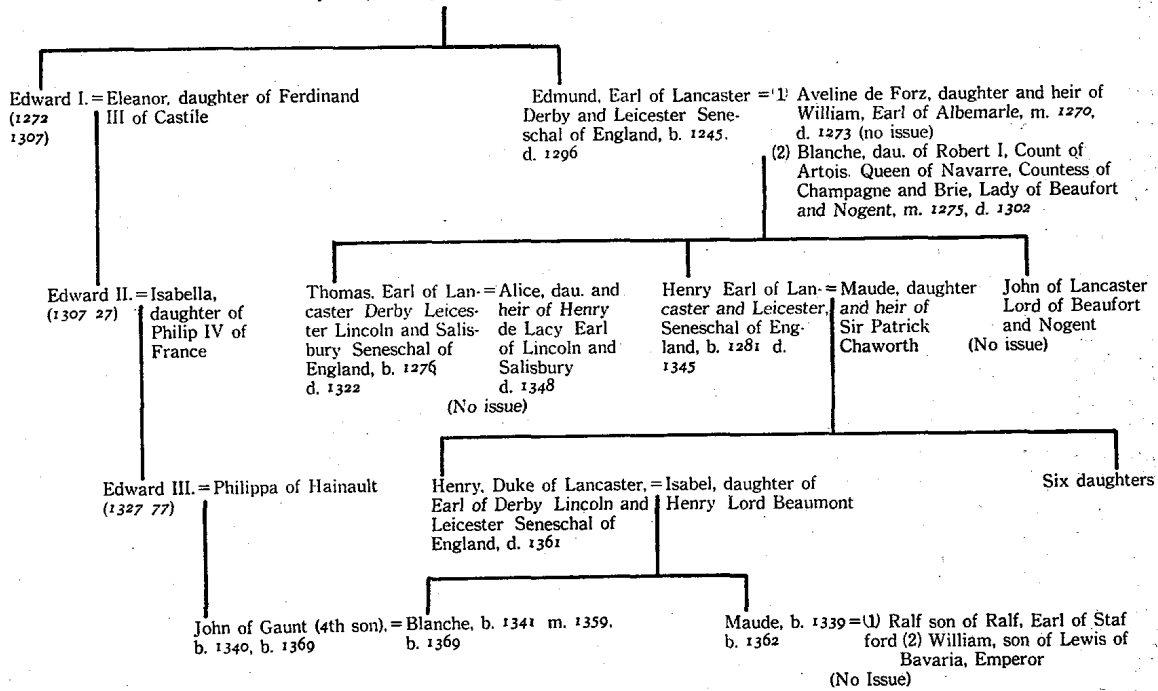 Edward I. = Eleanor, daughter of Ferdinand
(1272
III of Castile
1307)
Edmund, Earl of Lancaster = (1) Aveline de Forz, daughter and heir of
Derby and Leicester Sene-
William, Earl of Albemarle, m. 1270,
schal of England, b. 1245.
d. 1273 (no issue)
d. 1296
(2) Blanche, dau. of Robert I, Count of
Artois. Queen of Navarre, Countess of
Champagne and Brie, Lady of Beaufort
and Nogent, m. 1275, d. 1302
Edward II. = Isabella,
(1307 27)
daughter of
Philip IV of
France
Thomas. Earl of Lan- = Alice, dau. and
caster Derby Leices-
heir of Henry
ter Lincoln and Salis-
de Lacy Earl
bury Seneschal of
of Lincoln and
England, b. 1276
Salisbury
d. 1322
d. 1348
(No issue)
Henry Earl of Lan- = Maude, daughter
caster and Leicester,
and heir of
Seneschal of Eng-
Sir Patrick
land, b. 1281 d.
Chaworth
1345
John of Lancaster
Lord of Beaufort
and Nogent
(No issue)
Edward III. = Philippa of Hainault
(1327 77)
Henry, Duke of Lancaster, = Isabel, daughter of
Earl of Derby Lincoln and
Henry Lord Beaumont
Leicester Seneschal of
England, d. 1361
Six daughters
John of Gaunt (4th son), = Blanche, b. 1341 m. 1359,
b. 1340, b. 1369
b. 1369
Maude, b. 1339 = (1) Ralf son of Ralf, Earl of Staf
b. 1362
ford (2) William, son of Lewis of
Bavaria, Emperor
(No Issue)